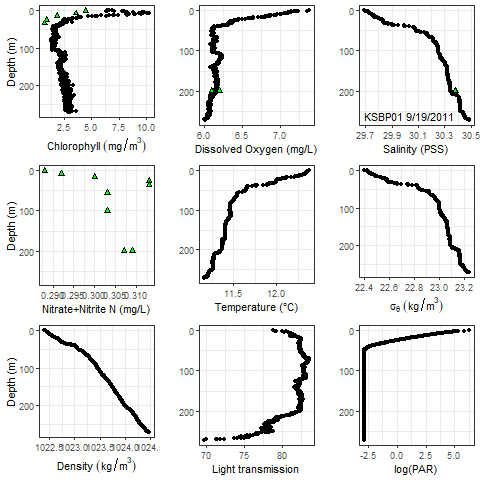 Depth (m)
0
100
200
2.5 5.0 7.5 10.0
Chlorophyll (mg/m³)
0
100
200
6.0 6.5 7.0
Dissolved Oxygen (mg/L)
0
100
200
KSBP01 9/19/2011
29.7 30.0 30.3
Salinity (PSS)
Depth (m)
0
100
200
0.290 0.295 0.300 0.305 0.310
Nitrate+Nitrite N (mg/L)
0
100
200
11.5 12.0
Temperature (°C)
0
100
200
22.4 22.6 22.8 23.0 23.2
σθ (kg/m³)
Depth (m)
0
100
200
1022.5 1023.0 1023.5 1024.0 1024.
Density (kg/m³)
0
100
200
70 75 80
Light transmission
0
100
200
-2.5 0.0 2.5 5.0
log(PAR)